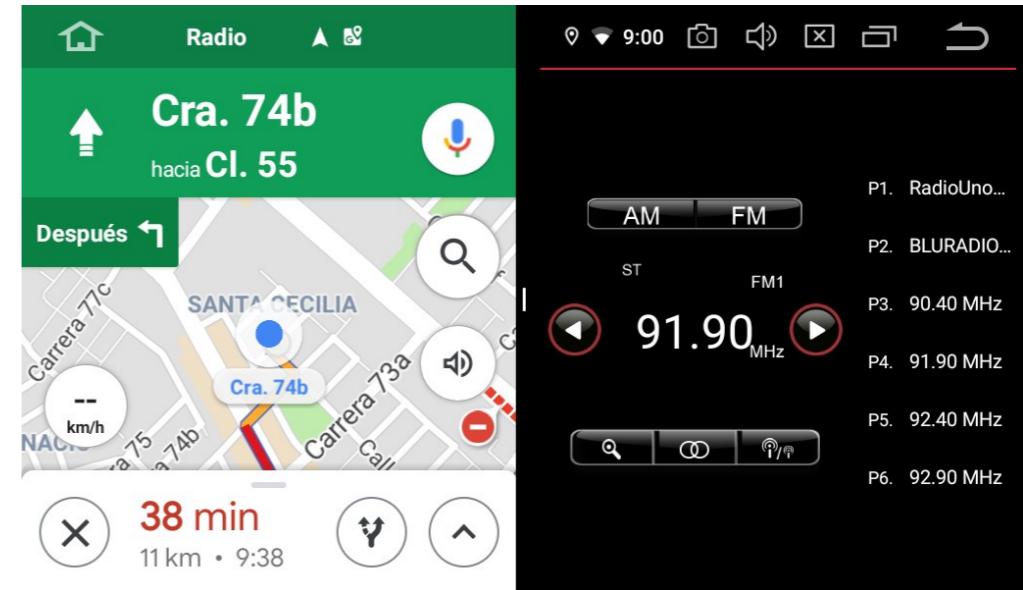 Radio
Cra. 74b
hacia Cl. 55
Después
SANTA CECILIA
Carrera 77c
Cra. 74b
Carrera 73a
--
km/h
75
74b
38 min
11 km • 9:38
9:00
AM FM
ST
FM1
91.90 MHz
P1. RadioUno...
P2. BLURADIO...
P3. 90.40 MHz
P4. 91.90 MHz
P5. 92.40 MHz
P6. 92.90 MHz